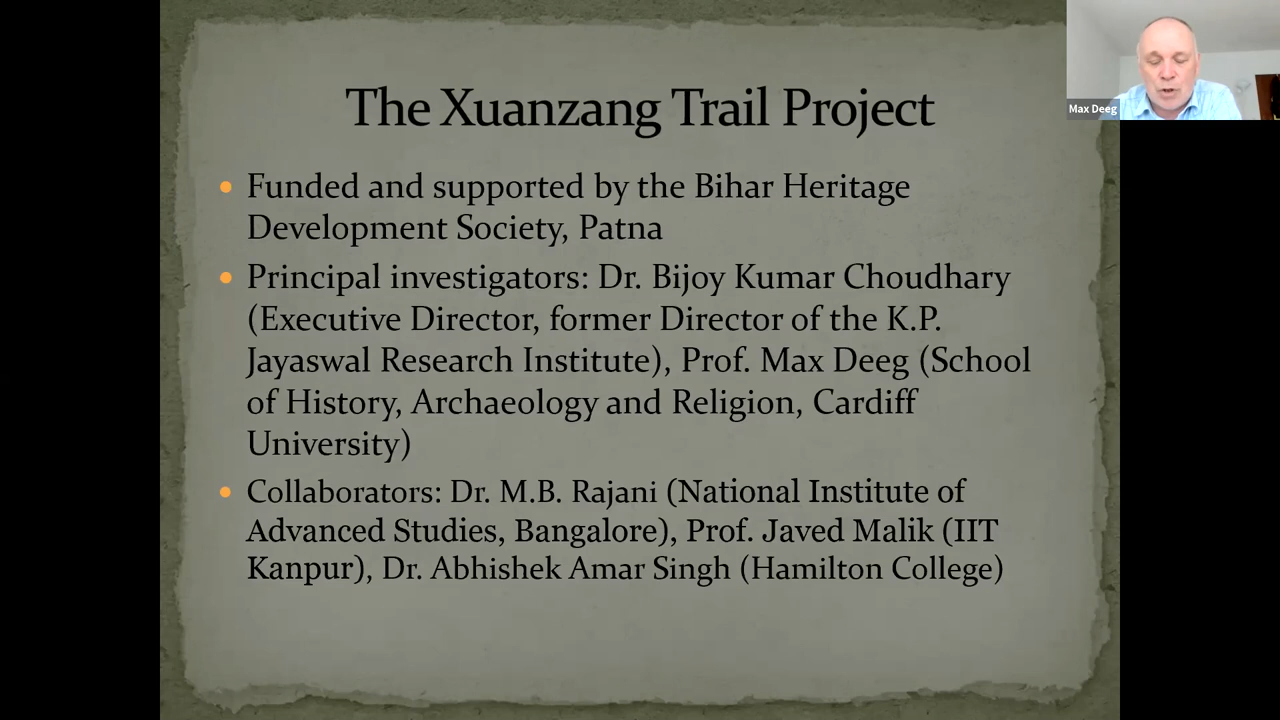 The Xuanzang Trail Project
Max Deeg
Funded and supported by the Bihar Heritage
Development Society, Patna
Principal investigators: Dr. Bijoy Kumar Choudhary
(Executive Director, former Director of the K.P.
Jayaswal Research Institute), Prof. Max Deeg (School
of History, Archaeology and Religion, Cardiff
University)
Collaborators: Dr. M.B. Rajani (National Institute of
Advanced Studies, Bangalore), Prof. Javed Malik (IIT
Kanpur), Dr. Abhishek Amar Singh (Hamilton College)